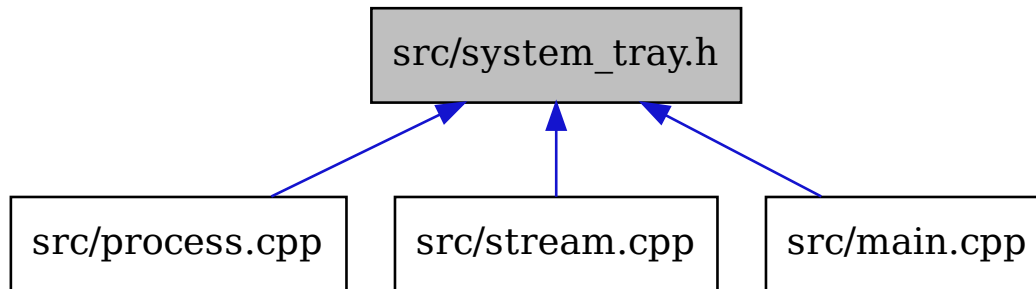 src/system_tray.h
src/process.cpp
src/stream.cpp
src/main.cpp